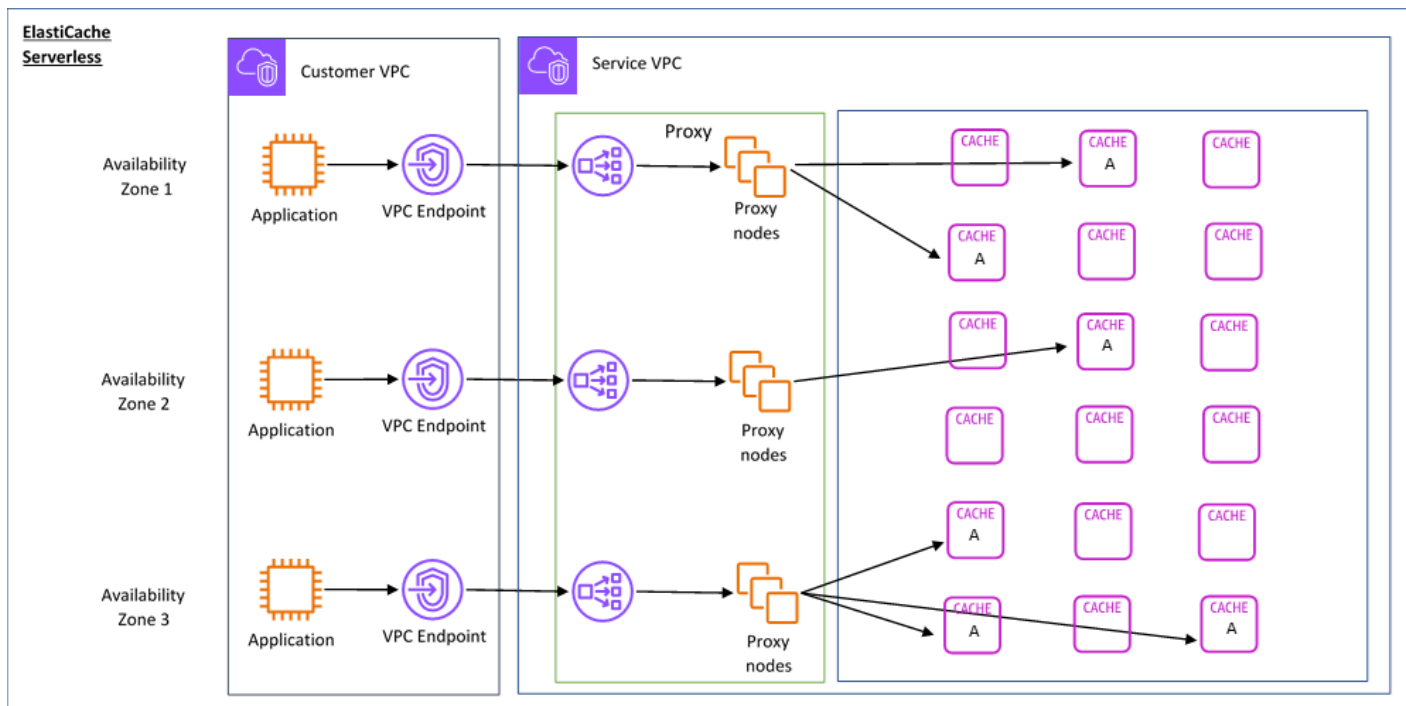 ElastiCache
Serverless
Customer VPC
Service VPC
Proxy
Availability
Zone 1
Application
VPC Endpoint
Proxy
nodes
CACHE
CACHE
A
CACHE
CACHE
A
CACHE
CACHE
Availability
Zone 2
Application
VPC Endpoint
Proxy
nodes
CACHE
CACHE
A
CACHE
CACHE
CACHE
CACHE
Availability
Zone 3
Application
VPC Endpoint
Proxy
nodes
CACHE
A
CACHE
CACHE
CACHE
A
CACHE
CACHE
A